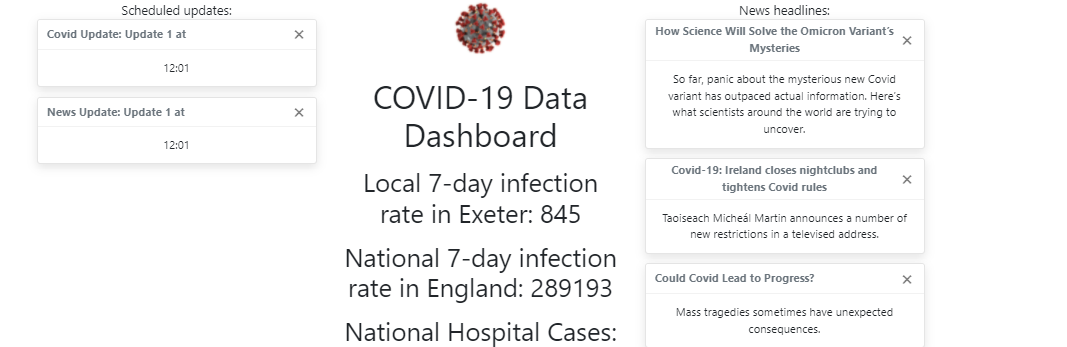 Scheduled updates:
Covid Update: Update 1 at
12:01
News Update: Update 1 at
12:01
COVID-19 Data
Dashboard
Local 7-day infection
rate in Exeter: 845
National 7-day infection
rate in England: 289193
National Hospital Cases:
News headlines:
How Science Will Solve the Omicron Variant’s
Mysteries
So far, panic about the mysterious new Covid
variant has outpaced actual information. Here’s
what scientists around the world are trying to
uncover.
Covid-19: Ireland closes nightclubs and
tightens Covid rules
Taoiseach Micheál Martin announces a number of
new restrictions in a televised address.
Could Covid Lead to Progress?
Mass tragedies sometimes have unexpected
consequences.